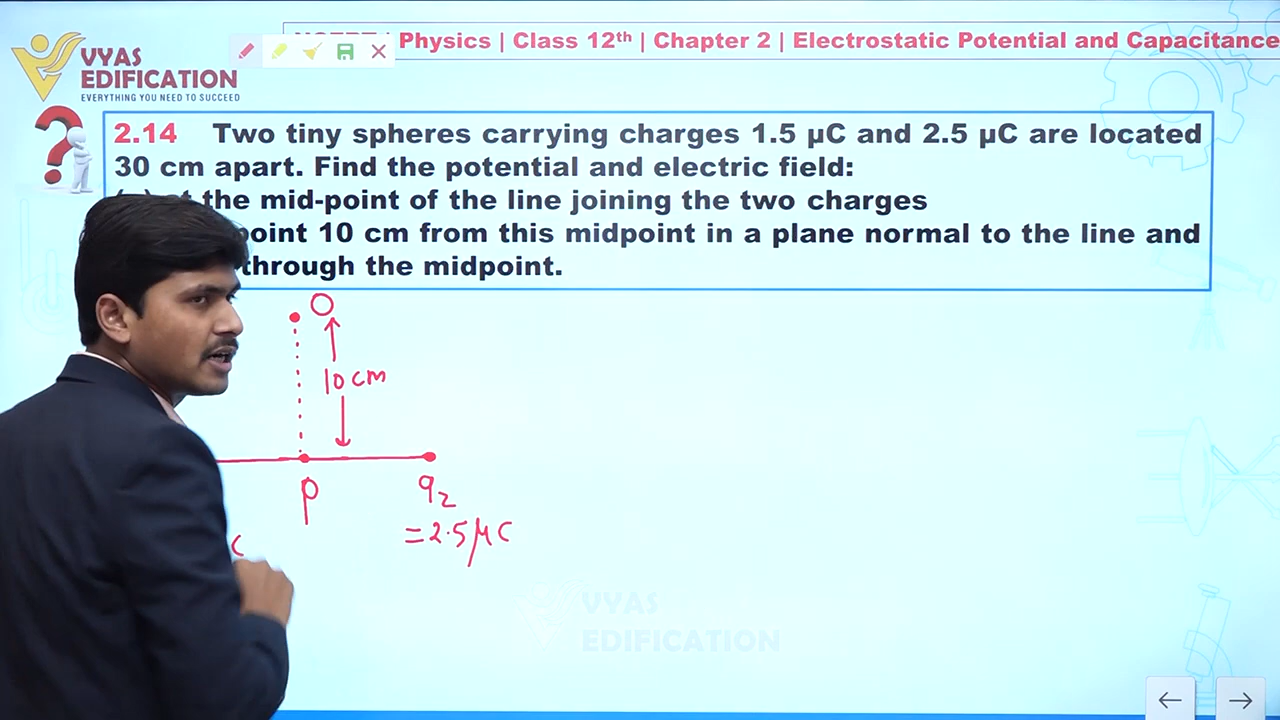 VYAS
EDIFICATION
EVERYTHING YOU NEED TO SUCCEED
| Physics | Class 12th | Chapter 2 | Electrostatic Potential and Capacitance
2.14 Two tiny spheres carrying charges 1.5 µC and 2.5 µC are located
30 cm apart. Find the potential and electric field:
at the mid-point of the line joining the two charges
point 10 cm from this midpoint in a plane normal to the line and
through the midpoint.
O
10 cm
P
q2
= 2.5 µC
C
VYAS
EDIFICATION